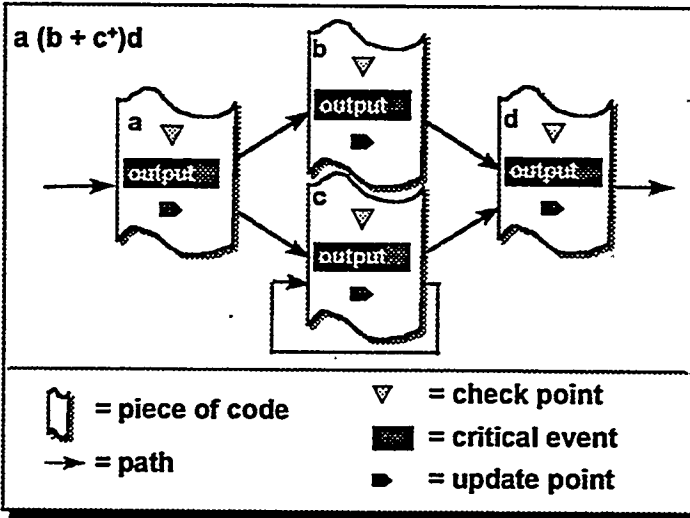 a (b + c+)d
a
output
b
output
c
output
d
output
= piece of code
= path
= check point
= critical event
= update point